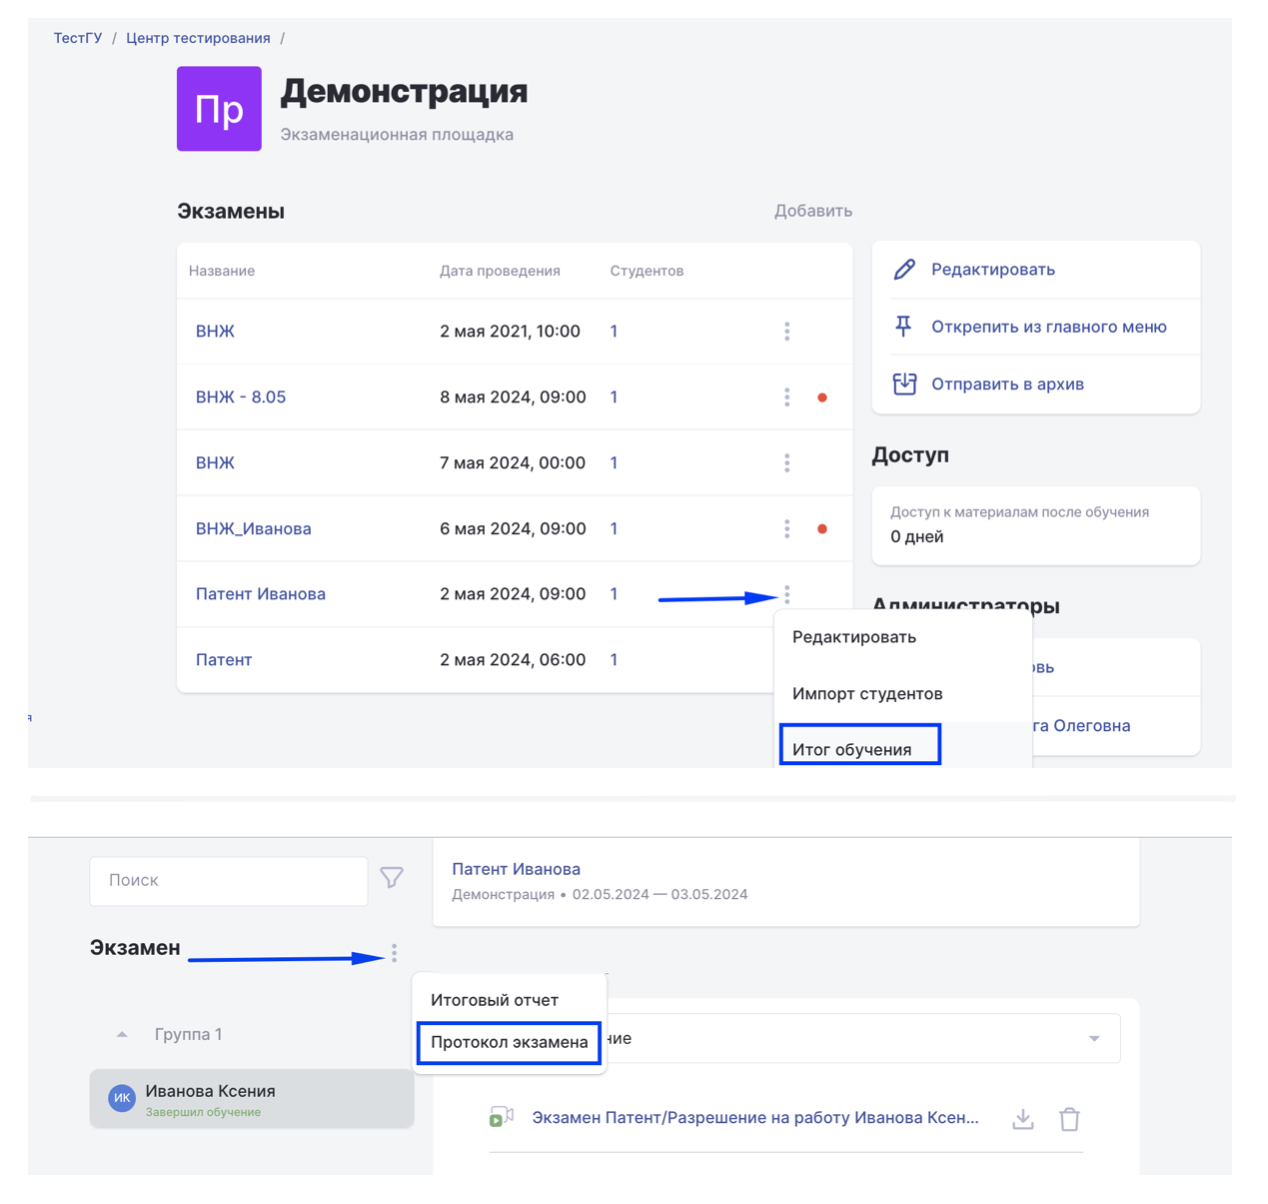 ТестГУ / Центр тестирования /
Пр
Демонстрация
Экзаменационная площадка
Экзамены
Добавить
Название Дата проведения Студентов
ВНЖ 2 мая 2021, 10:00 1
ВНЖ - 8.05 8 мая 2024, 09:00 1
ВНЖ 7 мая 2024, 00:00 1
ВНЖ_Иванова 6 мая 2024, 09:00 1
Патент Иванова 2 мая 2024, 09:00 1
Патент 2 мая 2024, 06:00 1
Редактировать
Импорт студентов
Итог обучения
Редактировать
Открепить из главного меню
Отправить в архив
Доступ
Доступ к материалам после обучения
0 дней
Администраторы
овь
га Олеговна
я
Поиск
Патент Иванова
Демонстрация • 02.05.2024 — 03.05.2024
Экзамен
Итоговый отчет
Протокол экзамена
ние
Группа 1
ИК
Иванова Ксения
Завершил обучение
Экзамен Патент/Разрешение на работу Иванова Ксен...